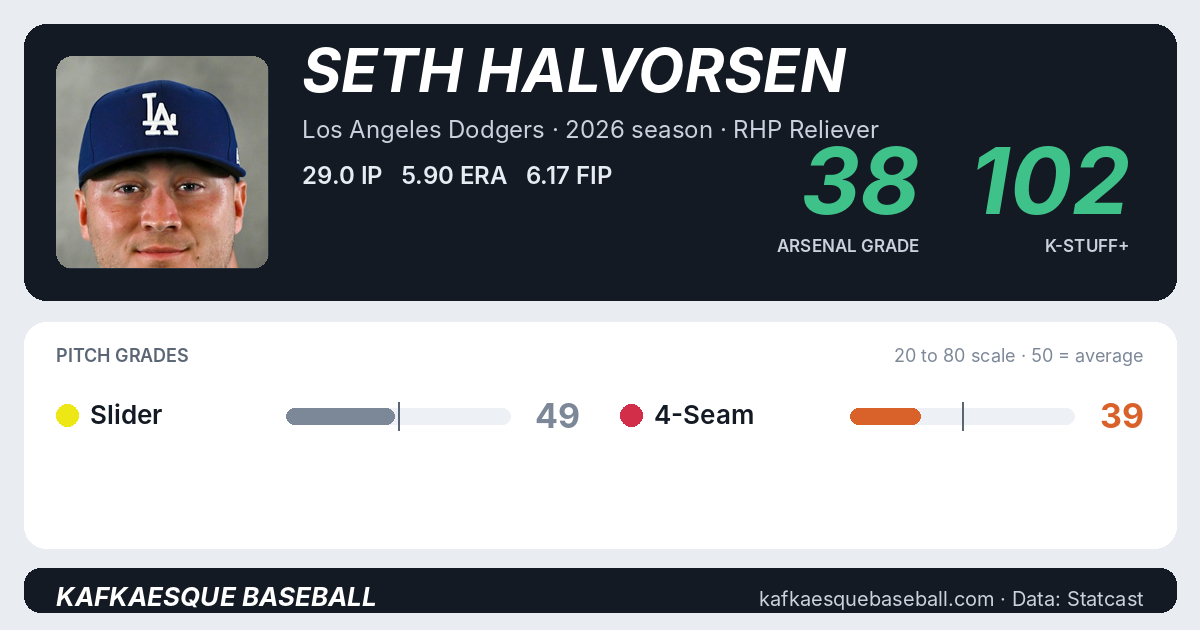 SETH HALVORSEN
Los Angeles Dodgers · 2026 season · RHP Reliever
29.0 IP 5.90 ERA 6.17 FIP
38 102
ARSENAL GRADE K-STUFF+
LA
PITCH GRADES 20 to 80 scale · 50 = average
Slider 49 4-Seam 39
KAFKAESQUE BASEBALL kafkaesquebaseball.com · Data: Statcast